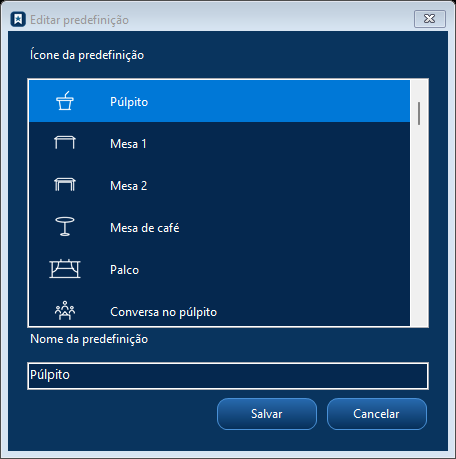 Editar predefinição
Ícone da predefinição
Púlpito
Mesa 1
Mesa 2
Mesa de café
Palco
Conversa no púlpito
Nome da predefinição
Púlpito
Salvar
Cancelar